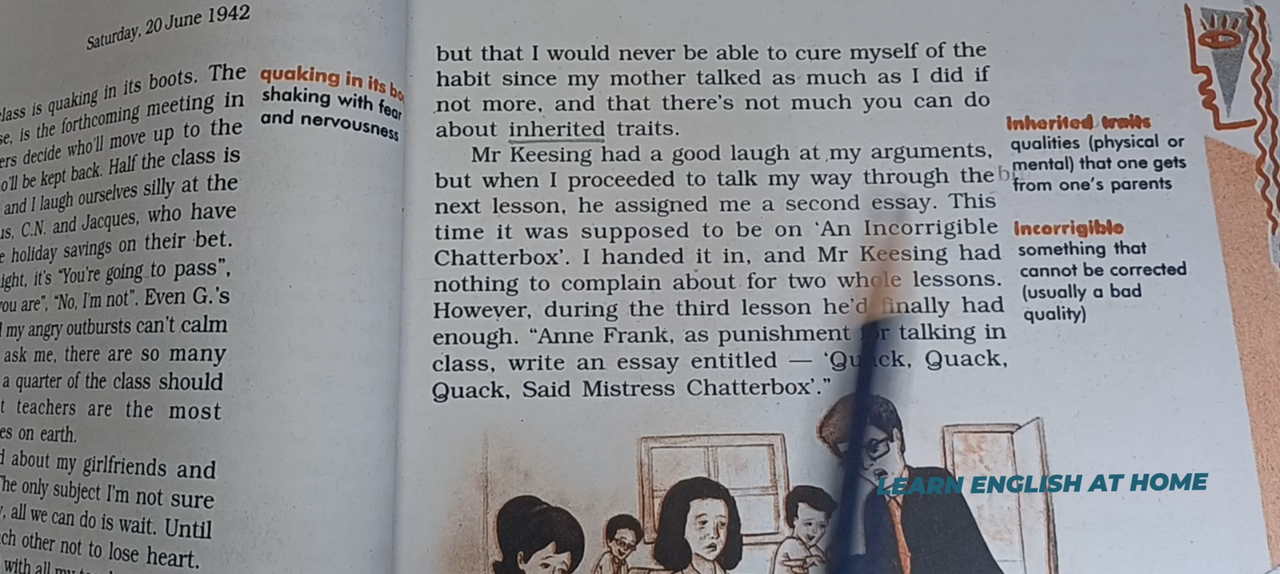 Saturday, 20 June 1942
class is quaking in its boots. The
is the forthcoming meeting in
decide who'll move up to the
be kept back. Half the class is
and I laugh ourselves silly at the
C.N. and Jacques, who have
holiday savings on their bet.
it's "You're going to pass",
you are", "No, I'm not". Even G.'s
my angry outbursts can't calm
ask me, there are so many
a quarter of the class should
teachers are the most
on earth.
about my girlfriends and
The only subject I'm not sure
all we can do is wait. Until
other not to lose heart.
with all
quaking in its
shaking with fear
and nervousness
but that I would never be able to cure myself of the
habit since my mother talked as much as I did if
not more, and that there's not much you can do
about inherited traits.
Mr Keesing had a good laugh at my arguments,
but when I proceeded to talk my way through the
next lesson, he assigned me a second essay. This
time it was supposed to be on 'An Incorrigible
Chatterbox'. I handed it in, and Mr Keesing had
nothing to complain about for two whole lessons.
However, during the third lesson he'd finally had
enough. "Anne Frank, as punishment for talking in
class, write an essay entitled — 'Quack, Quack,
Quack, Said Mistress Chatterbox'."
Inherited traits
qualities (physical or
mental) that one gets
from one's parents
Incorrigible
something that
cannot be corrected
(usually a bad
quality)
LEARN ENGLISH AT HOME